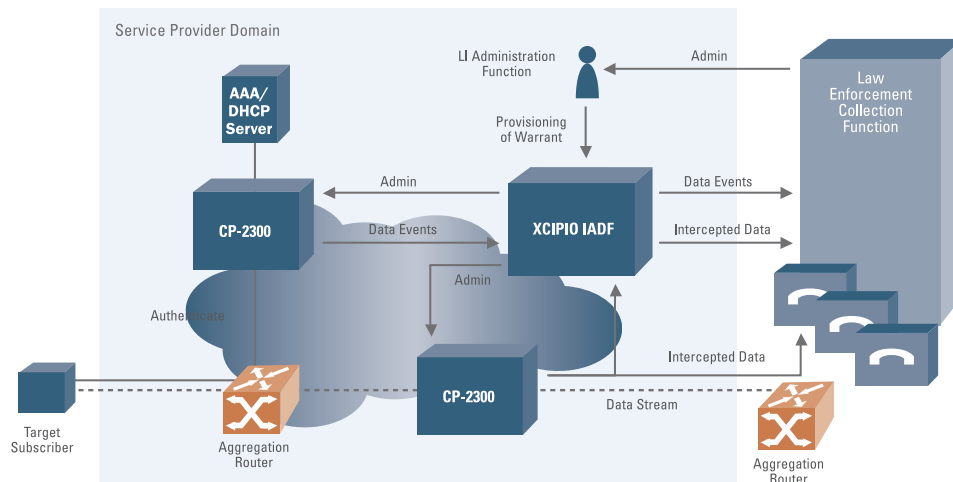 Service Provider Domain
LI Administration
Function
Admin
Law
Enforcement
Collection
Function
AAA/
DHCP
Server
Provisioning
of Warrant
Admin
Data Events
CP-2300
XCIPIO IADF
Data Events
Intercepted Data
Admin
Authenticate
Intercepted Data
CP-2300
Data Stream
Target
Subscriber
Aggregation
Router
Aggregation
Router